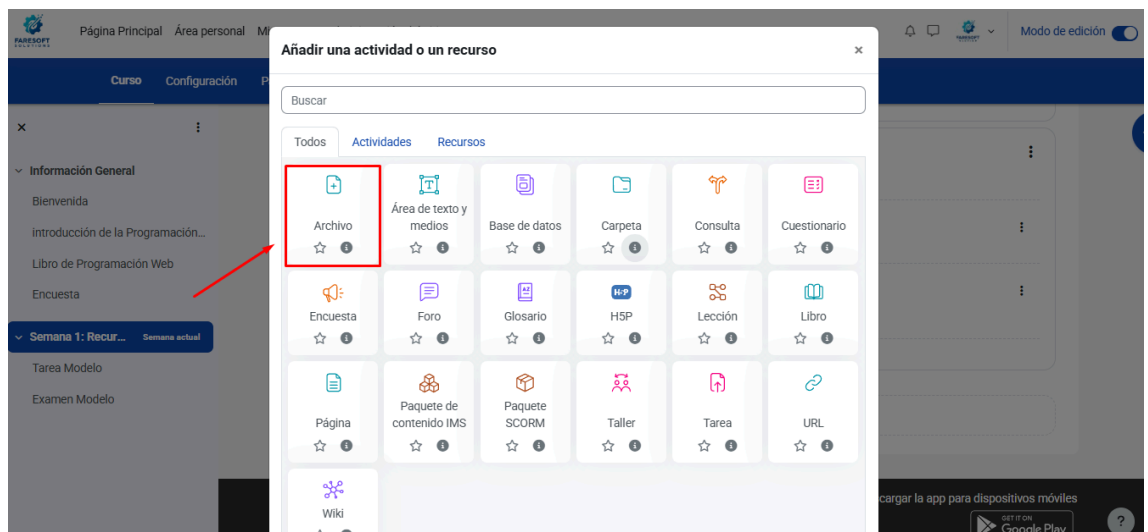 FARESOFT
SOLUTIONS
Página Principal Área personal
Modo de edición
Curso Configuración
Información General
Bienvenida
introducción de la Programación...
Libro de Programación Web
Encuesta
Semana 1: Recur... Semana actual
Tarea Modelo
Examen Modelo
Añadir una actividad o un recurso
Buscar
Todos Actividades Recursos
Archivo
Área de texto y
medios
Base de datos
Carpeta
Consulta
Cuestionario
Encuesta
Foro
Glosario
H5P
Lección
Libro
Página
Paquete de
contenido IMS
Paquete
SCORM
Taller
Tarea
URL
Wiki
cargar la app para dispositivos móviles
GET IT ON
Google Play